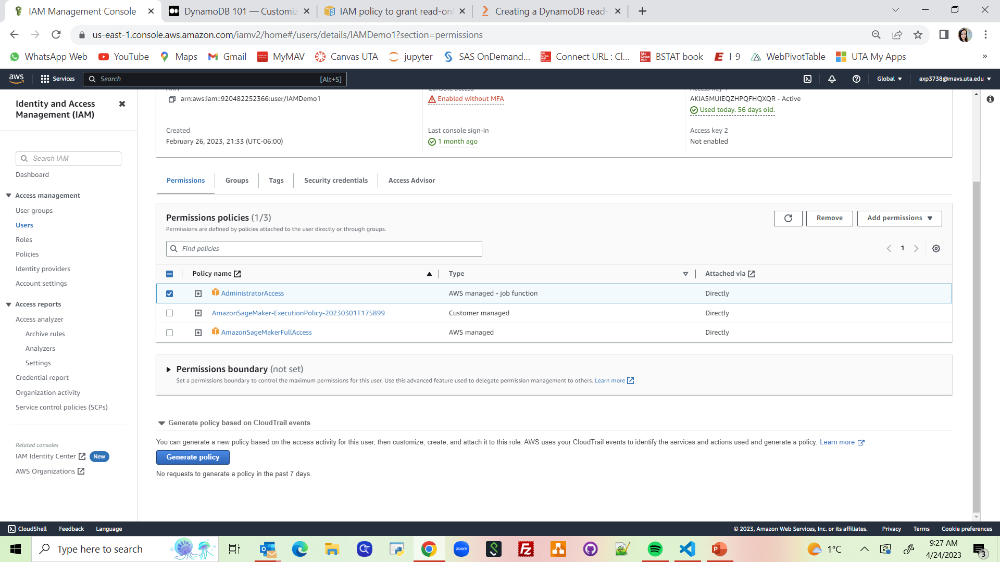 IAM Management Console
DynamoDB 101 — Customiz
IAM policy to grant read-onl
Creating a DynamoDB read-
us-east-1.console.aws.amazon.com/iamv2/home#/users/details/IAMDemo1?section=permissions
WhatsApp Web
YouTube
Maps
Gmail
MyMAV
Canvas UTA
jupyter
SAS OnDemand...
Connect URL : Cl...
BSTAT book
I-9
WebPivotTable
UTA My Apps
»
aws
Services
Search
[Alt+S]
Global
axp3738@mavs.uta.edu
Identity and Access
Management (IAM)
Search IAM
Dashboard
Access management
User groups
Users
Roles
Policies
Identity providers
Account settings
Access reports
Access analyzer
Archive rules
Analyzers
Settings
Credential report
Organization activity
Service control policies (SCPs)
Related consoles
IAM Identity Center
New
AWS Organizations
ARN
arn:aws:iam::920482252366:user/IAMDemo1
Console access
Enabled without MFA
Access key 1
AKIA5MUIEQZHPQFHQXQR - Active
Used today. 56 days old.
Created
February 26, 2023, 21:33 (UTC-06:00)
Last console sign-in
1 month ago
Access key 2
Not enabled
Permissions
Groups
Tags
Security credentials
Access Advisor
Permissions policies (1/3)
Permissions are defined by policies attached to the user directly or through groups.
Remove
Add permissions
Find policies
1
Policy name
Type
Attached via
AdministratorAccess
AWS managed - job function
Directly
AmazonSageMaker-ExecutionPolicy-20230301T175899
Customer managed
Directly
AmazonSageMakerFullAccess
AWS managed
Directly
Permissions boundary (not set)
Set a permissions boundary to control the maximum permissions for this user. Use this advanced feature used to delegate permission management to others. Learn more
Generate policy based on CloudTrail events
You can generate a new policy based on the access activity for this user, then customize, create, and attach it to this role. AWS uses your CloudTrail events to identify the services and actions used and generate a policy. Learn more
Generate policy
No requests to generate a policy in the past 7 days.
CloudShell
Feedback
Language
© 2023, Amazon Web Services, Inc. or its affiliates.
Privacy
Terms
Cookie preferences
Type here to search
zoom
1°C
9:27 AM
4/24/2023
3